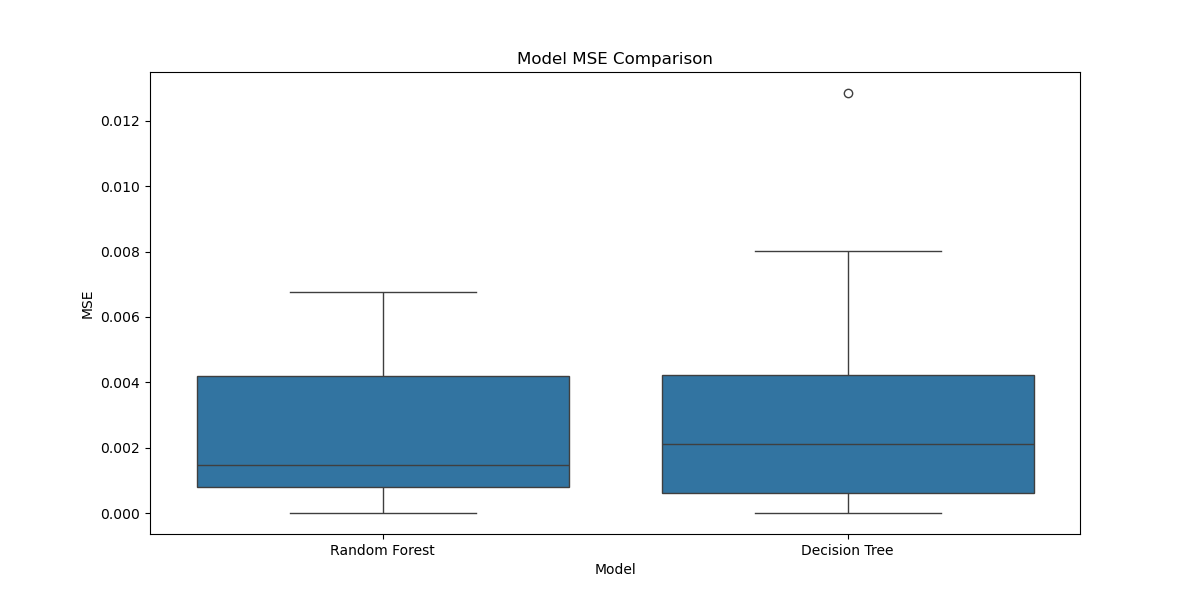 Model MSE Comparison
MSE
0.012
0.010
0.008
0.006
0.004
0.002
0.000
Random Forest
Decision Tree
Model